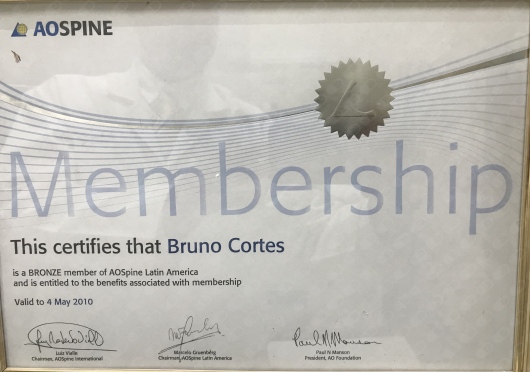 AOSPINE
Membership
This certifies that Bruno Cortes
is a BRONZE member of AOSpine Latin America
and is entitled to the benefits associated with membership
Valid to 4 May 2010
Luiz Vialle
Chairman, AOSpine International
Marcelo Gruenberg
Chairman, AOSpine Latin America
Paul N Manson
President, AO Foundation